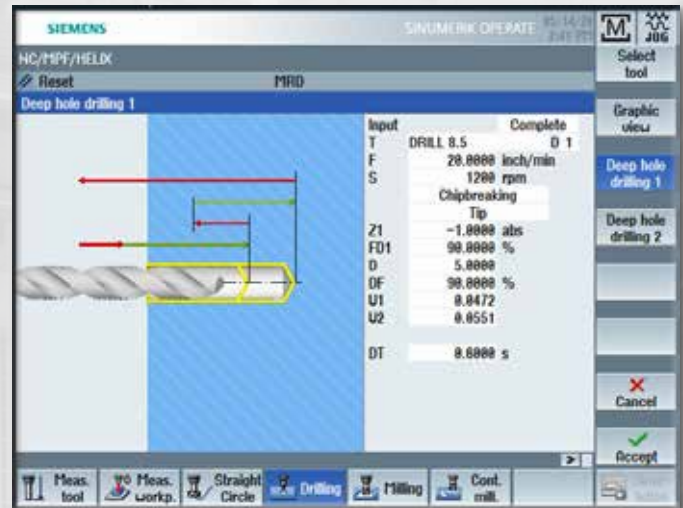 SIEMENS
SINUMERIK OPERATE
M
JOG
NC/MPF/HELIX
Reset
MRD
Deep hole drilling 1
Input
Complete
T DRILL 8.5 D 1
F 20.0000 inch/min
S 1200 rpm
Chipbreaking
Tip
Z1 -1.0000 abs
FD1 90.0000 %
D 5.0000
DF 90.0000 %
U1 0.0472
U2 0.0551
DT 0.6000 s
Select
tool
Graphic
view
Deep hole
drilling 1
Deep hole
drilling 2
Cancel
Accept
Meas.
tool
Meas.
workp.
Straight
Circle
Drilling
Milling
Cont.
mill.